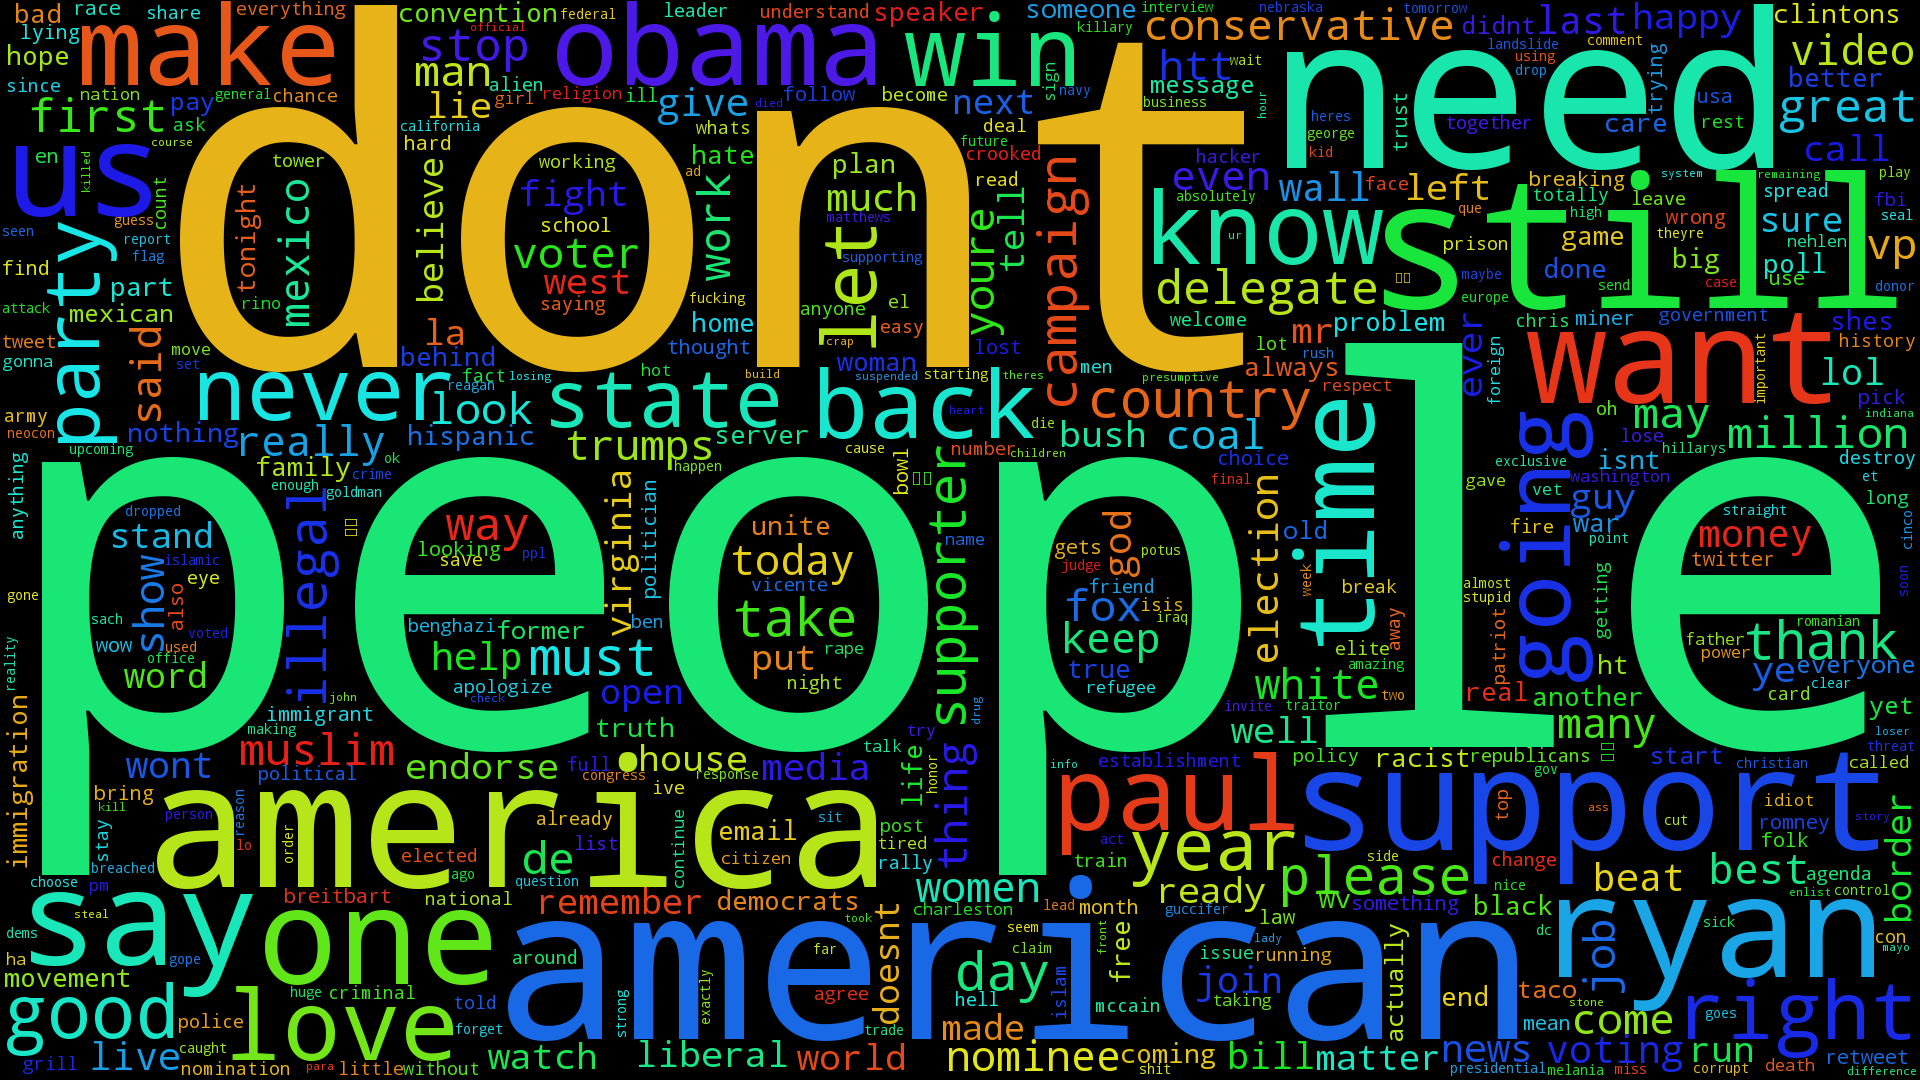 people
dont
american
america
need
still
support
ryan
paul
want
us
make
obama
win
know
back
state
never
time
going
say
one
love
good
right
year
thank
please
party
illegal
supporter
campaign
country
conservative
stop
first
let
work
believe
mexico
voter
west
fight
school
working
saying
tower
tonight
rino
man
lie
give
hate
home
much
plan
your
tell
next
become
someone
speaker
convention
leader
understand
bad
race
share
everything
lying
hope
since
nation
general
chance
pay
ask
course
en
killed
count
guess
report
flag
seen
find
part
attack
mexican
tweet
said
gonna
move
set
army
neocon
upcoming
nothing
really
look
hispanic
fact
reagan
losing
hot
trumps
server
family
ok
crime
enough
goldman
anything
federal
official
alien
girl
religion
ill
follow
died
california
hard
whats
ad
deal
future
crooked
read
matthews
supporting
fucking
anyone
el
easy
crap
woman
lost
thought
behind
la
build
suspended
starting
theres
heart
men
die
cause
number
children
bowl
happen
interview
killary
wait
nebraska
tomorrow
landslide
comment
using
drop
htt
message
sign
navy
business
hour
didnt
last
happy
clintons
video
better
great
trying
usa
rest
care
together
heres
george
kid
trust
call
hacker
even
absolutely
wall
face
left
breaking
totally
leave
system
remaining
play
spread
fbi
seal
sure
high
wrong
theyre
nehlen
vp
que
ur
prison
game
big
poll
done
use
maybe
send
case
donor
europe
delegate
welcome
mr
problem
chris
miner
government
shes
history
lot
rush
always
respect
presumptive
ever
foreign
important
lol
pick
indiana
oh
may
million
lose
hillarys
bush
coal
choice
final
exclusive
isnt
washington
destroy
et
gave
vet
guy
long
fire
war
point
straight
money
twitter
cinco
soon
dropped
stand
islamic
eye
show
also
sach
voted
wow
used
office
word
gone
reality
way
looking
save
ppl
virginia
politician
benghazi
former
ben
help
must
apologize
check
open
unite
today
vicente
take
put
rape
night
name
god
gets
potus
judge
friend
fox
isis
iraq
keep
true
refugee
election
old
week
break
away
elite
amazing
two
white
invite
traitor
well
almost
stupid
patriot
getting
real
ht
another
many
father
power
romanian
ye
everyone
card
clear
yet
loser
threat
immigration
immigrant
john
making
truth
muslim
wont
political
endorse
house
full
congress
response
media
talk
try
drug
life
honor
thing
info
establishment
policy
racist
republicans
gov
start
christian
called
bring
kill
person
reason
stay
lo
order
elected
already
ive
email
citizen
list
sit
post
tired
rally
de
ago
question
continue
breached
choose
pm
steal
act
train
top
ass
side
change
cut
idiot
romney
folk
story
border
breitbart
national
remember
democrats
women
charleston
lead
month
ready
guccifer
wv
something
law
black
nice
beat
best
agenda
enlist
control
dc
sick
con
mayo
dems
ha
gope
movement
huge
criminal
police
told
forget
around
strong
exactly
took
far
agree
doesnt
trade
seem
claim
day
hell
islam
front
free
mccain
lady
issue
running
join
taking
actually
end
taco
job
stone
mean
come
goes
grill
live
caught
nomination
para
little
without
watch
liberal
world
made
nominee
coming
shit
bill
matter
news
presidential
voting
melania
miss
run
corrupt
death
retweet
difference